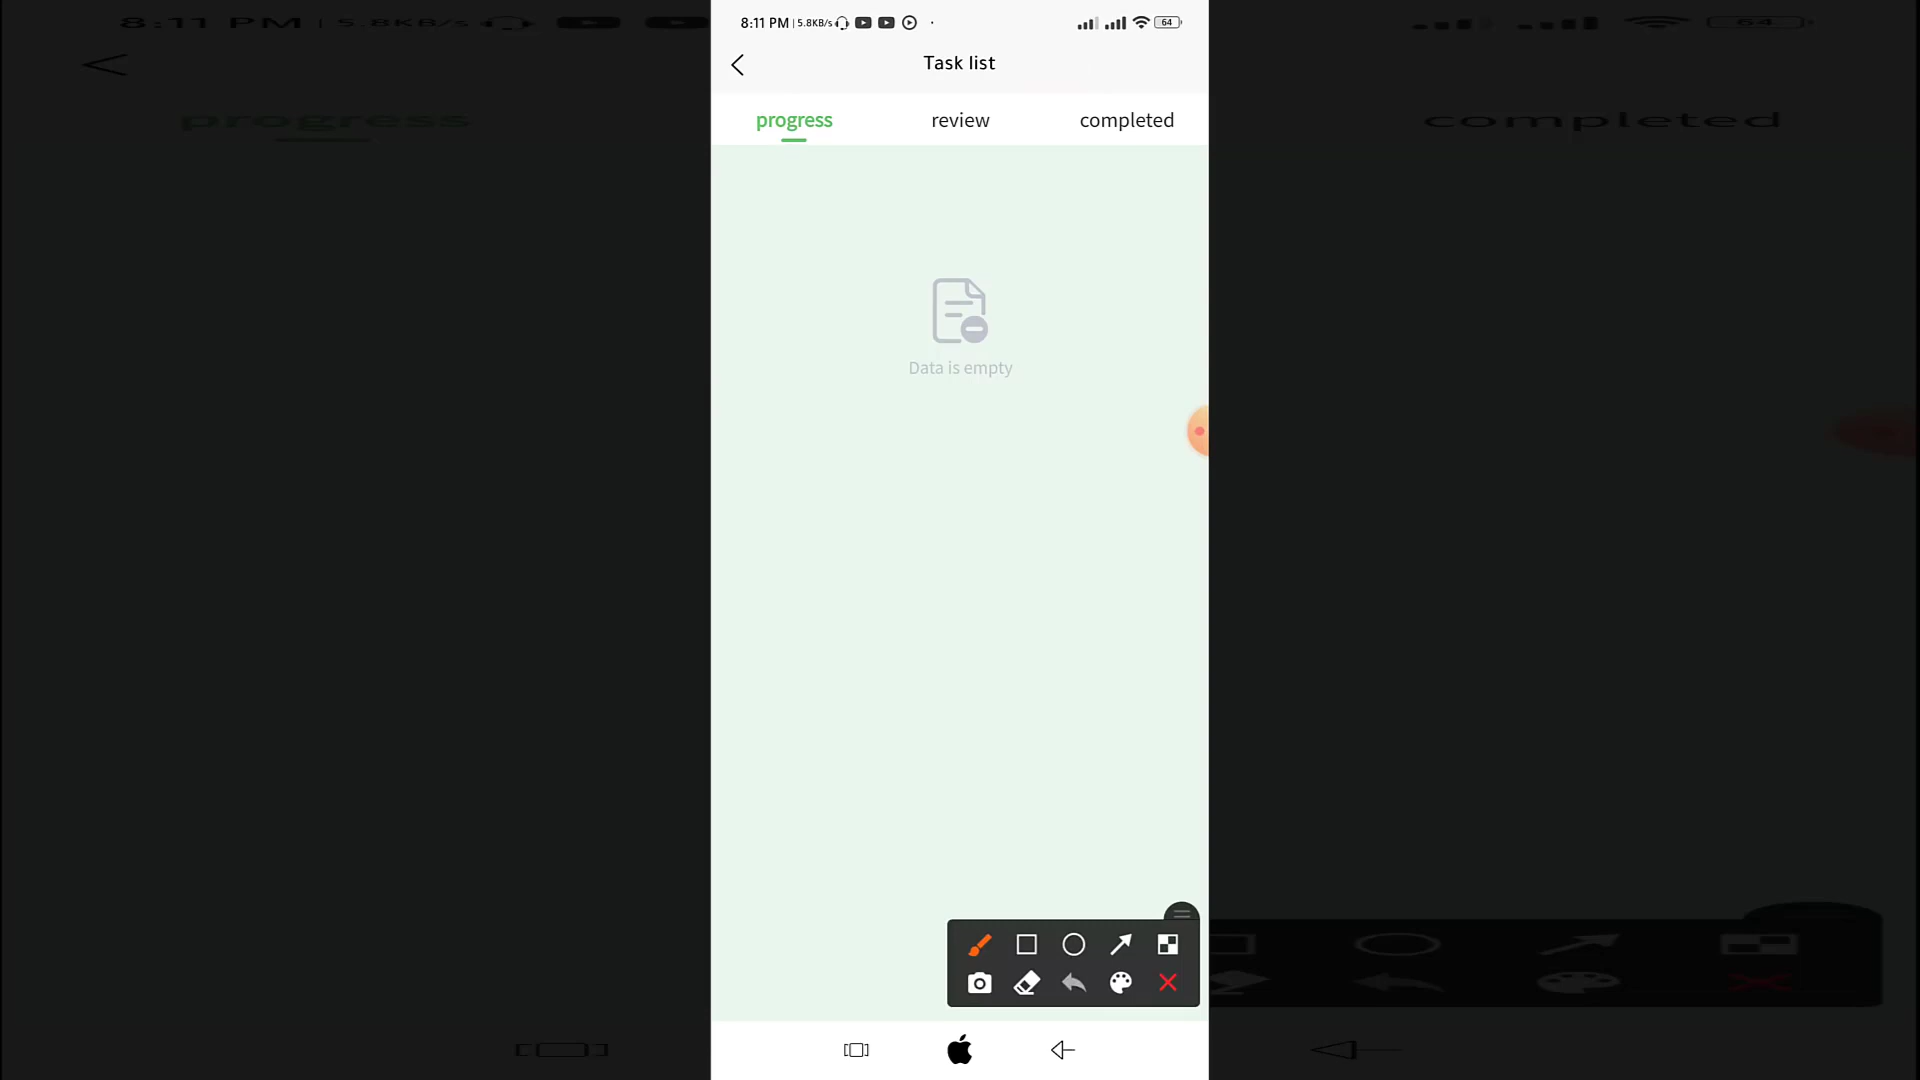 8:11 PM | 5.8KB/s 64
Task list
progress review completed
Data is empty